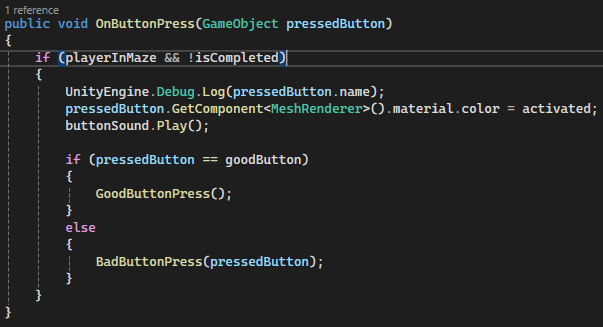 1 reference
public void OnButtonPress(GameObject pressedButton)
{
    if (playerInMaze && !isCompleted)
    {
        UnityEngine.Debug.Log(pressedButton.name);
        pressedButton.GetComponent<MeshRenderer>().material.color = activated;
        buttonSound.Play();

        if (pressedButton == goodButton)
        {
            GoodButtonPress();
        }
        else
        {
            BadButtonPress(pressedButton);
        }
    }
}